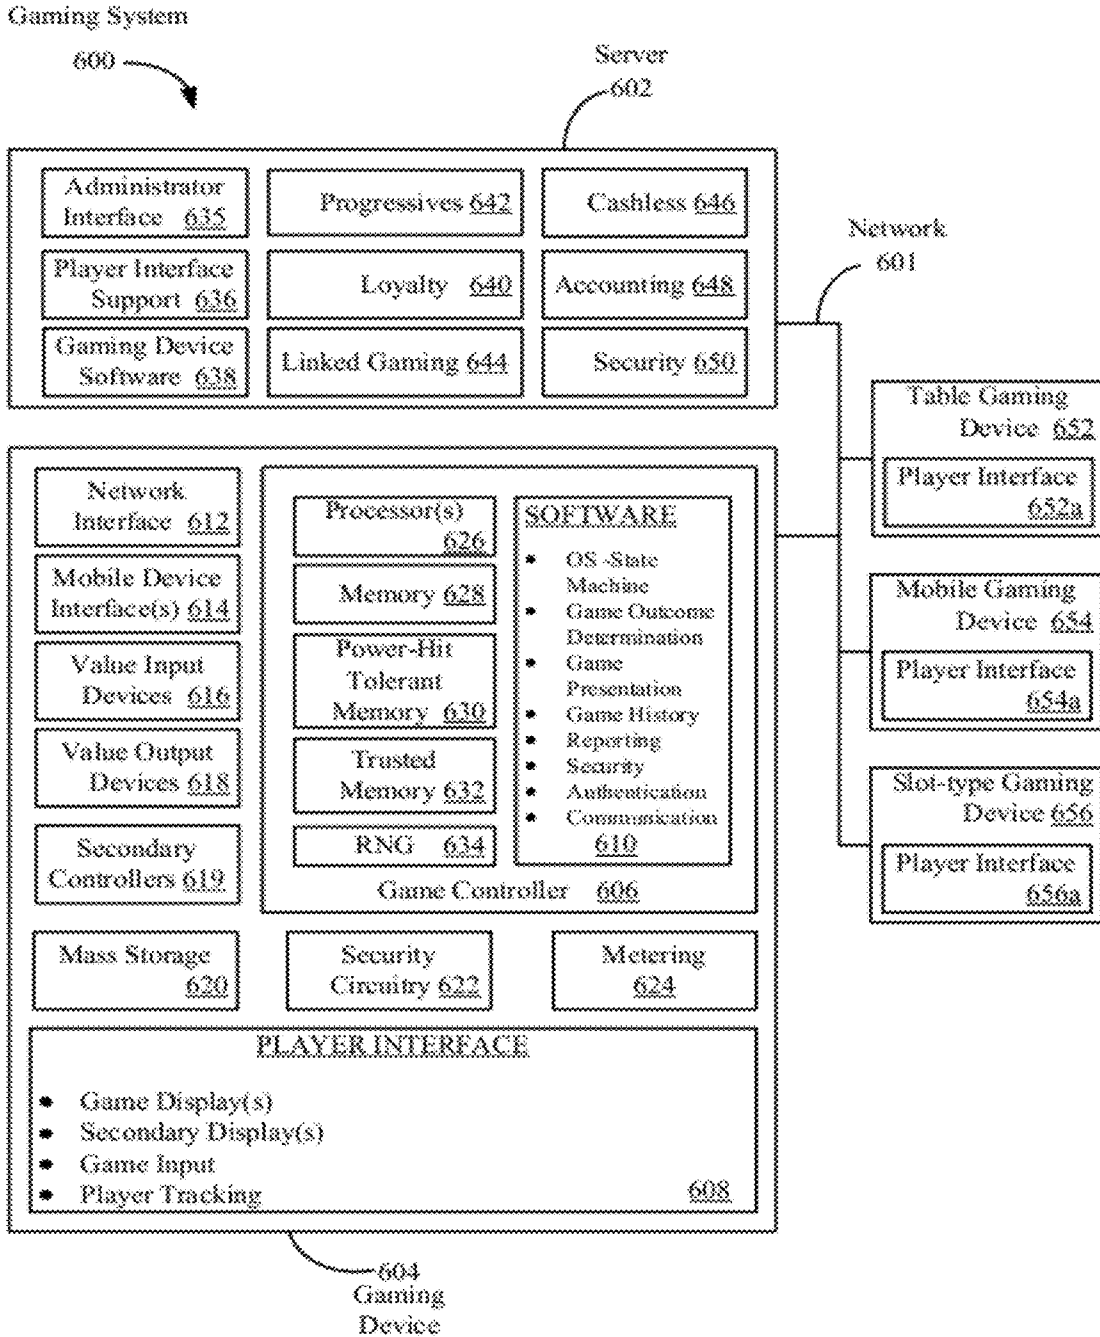 Gaming System
600
Server
602
Administrator
Interface 635
Progressives 642
Cashless 646
Player Interface
Support 636
Loyalty 640
Accounting 648
Gaming Device
Software 638
Linked Gaming 644
Security 650
Network
601
Table Gaming
Device 652
Player Interface
652a
Mobile Gaming
Device 654
Player Interface
654a
Slot-type Gaming
Device 656
Player Interface
656a
Network
Interface 612
Mobile Device
Interface(s) 614
Value Input
Devices 616
Value Output
Devices 618
Secondary
Controllers 619
Processor(s)
626
Memory 628
Power-Hit
Tolerant
Memory 630
Trusted
Memory 632
RNG 634
SOFTWARE
• OS -State
Machine
• Game Outcome
Determination
• Game
Presentation
• Game History
• Reporting
• Security
• Authentication
• Communication
610
Game Controller 606
Mass Storage
620
Security
Circuitry 622
Metering
624
PLAYER INTERFACE
• Game Display(s)
• Secondary Display(s)
• Game Input
• Player Tracking
608
604
Gaming
Device